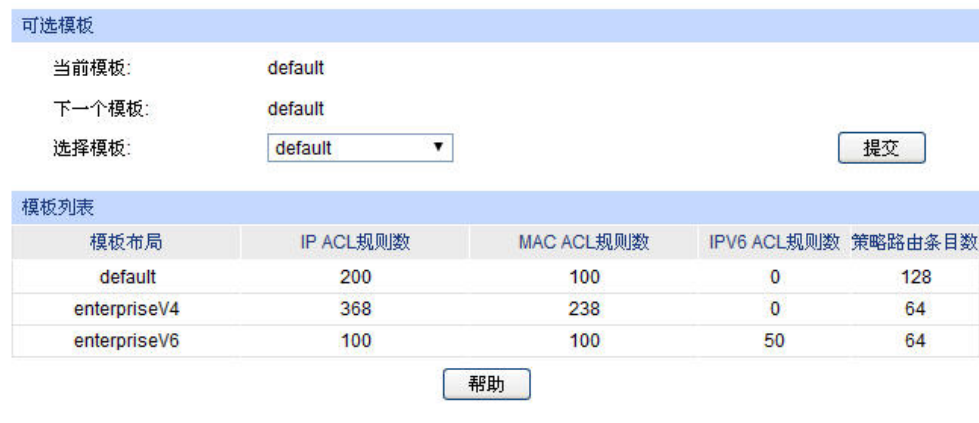 可选模板
当前模板: default
下一个模板: default
选择模板: default 提交
模板列表
模板布局 IP ACL规则数 MAC ACL规则数 IPV6 ACL规则数 策略路由条目数
default 200 100 0 128
enterpriseV4 368 238 0 64
enterpriseV6 100 100 50 64
帮助